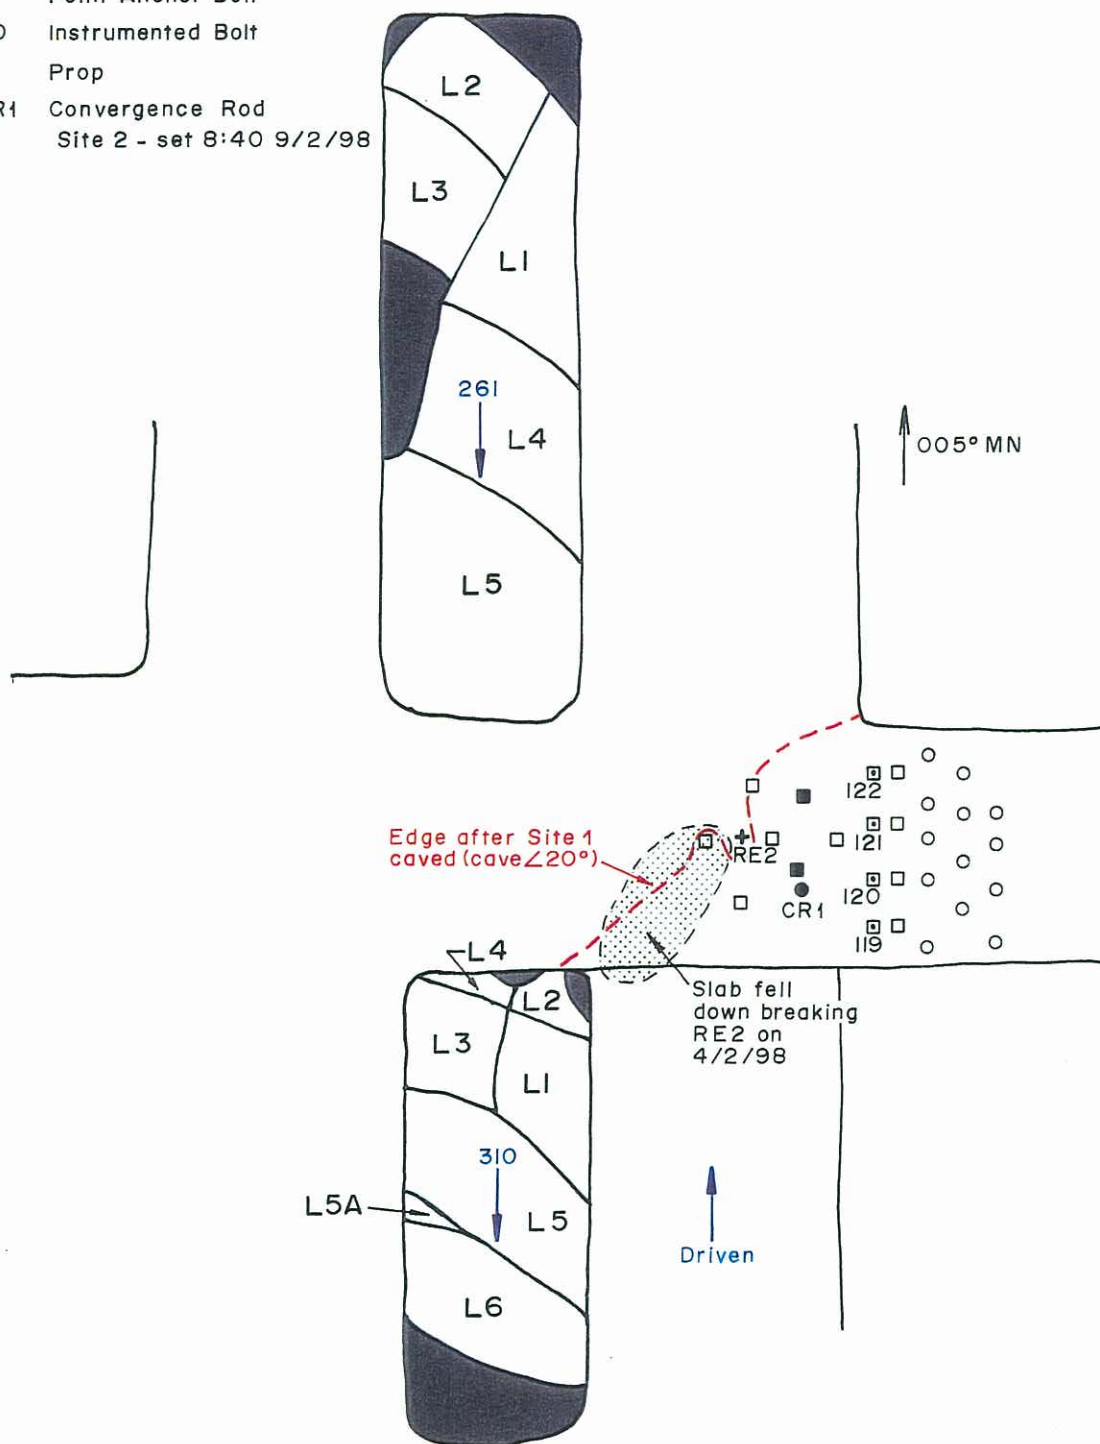 Instrumented Bolt
Prop
Convergence Rod
Site 2 - set 8:40 9/2/98
L2
L3
L1
261
L4
L5
005° MN
122
121
120
119
RE2
CR1
Edge after Site 1
caved (cave∠20°)
Slab fell
down breaking
RE2 on
4/2/98
L4
L2
L3
L1
310
L5A
L5
L6
Driven